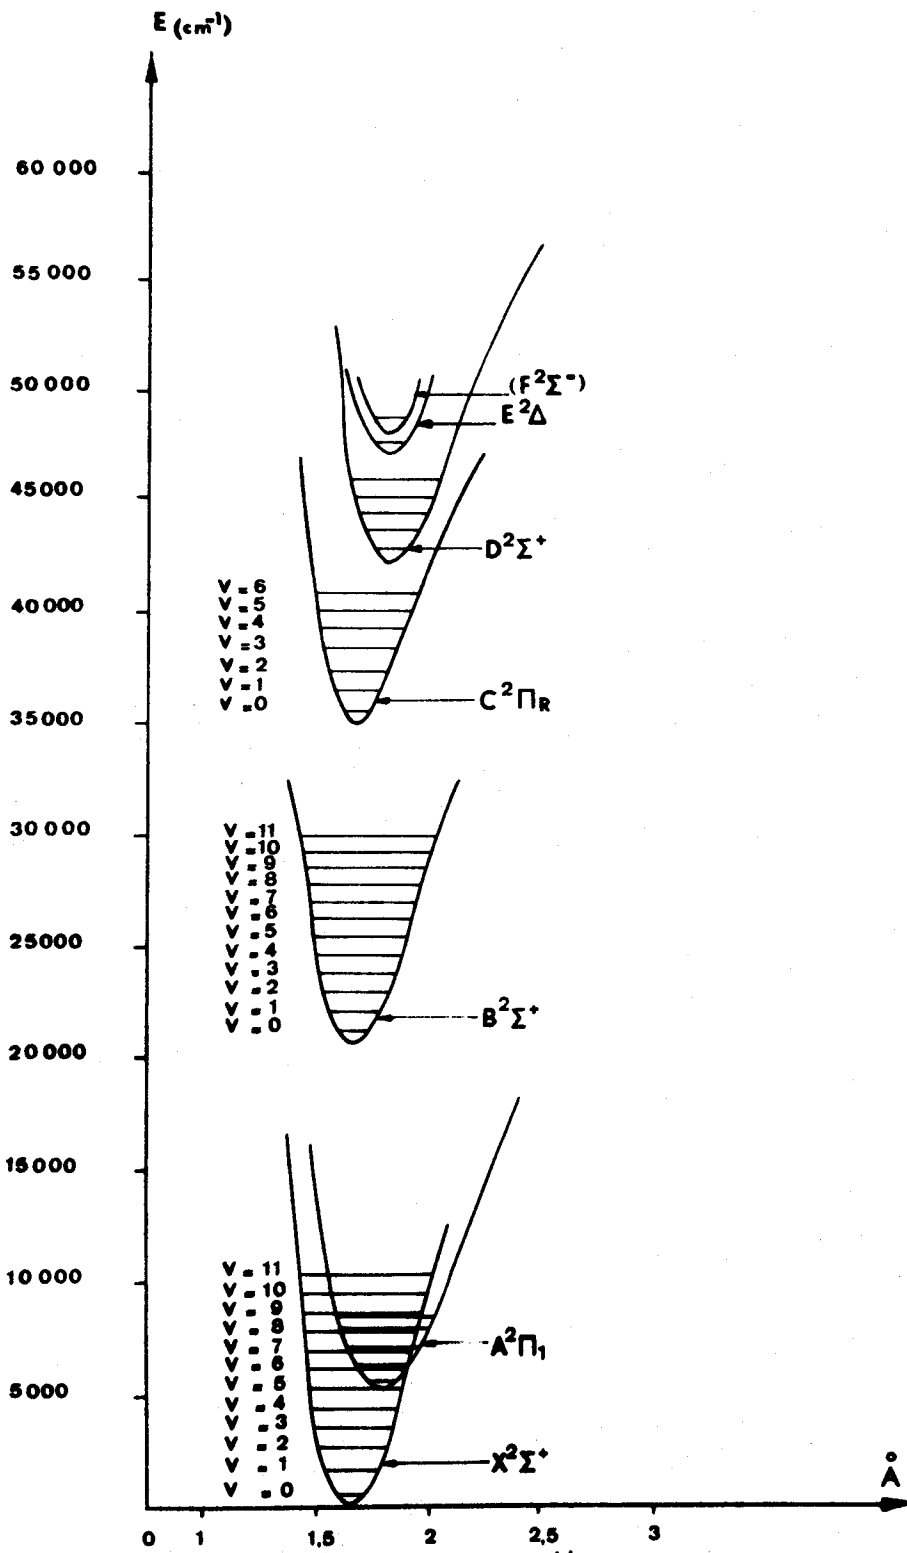 E (cm⁻¹)
60 000
55 000
50 000
(F²Σ⁻)
E²Δ
45000
D²Σ⁺
V = 6
40 000
V = 5
V = 4
V = 3
V = 2
V = 1
V = 0
C²Π_R
35000
V = 11
30 000
V = 10
V = 9
V = 8
V = 7
V = 6
V = 5
25000
V = 4
V = 3
V = 2
V = 1
V = 0
B²Σ⁺
20 000
15 000
V = 11
10 000
V = 10
V = 9
V = 8
V = 7
A²Π₁
V = 6
V = 5
5000
V = 4
V = 3
V = 2
V = 1
V = 0
X²Σ⁺
Å
0 1 1,5 2 2,5 3